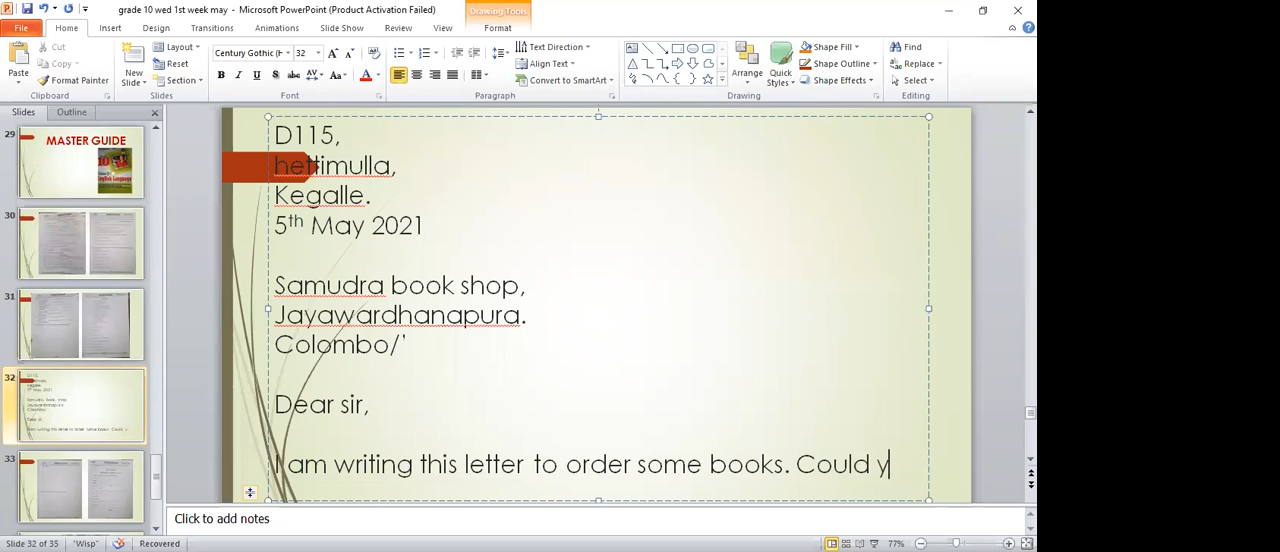 grade 10 wed 1st week may - Microsoft PowerPoint (Product Activation Failed)
Drawing Tools
File Home Insert Design Transitions Animations Slide Show Review View Format
Paste
Cut
Copy
Format Painter
Clipboard
New Slide
Layout
Reset
Section
Slides
Century Gothic (H 32
Font
Text Direction
Align Text
Convert to SmartArt
Paragraph
Arrange
Quick Styles
Shape Fill
Shape Outline
Shape Effects
Drawing
Find
Replace
Select
Editing
Slides Outline
29
MASTER GUIDE
10
English Language
30
31
32
33
D115,
hettimulla,
Kegalle.
5th May 2021
Samudra book shop,
Jayawardhanapura.
Colombo/'
Dear sir,
I am writing this letter to order some books. Could y
Click to add notes
Slide 32 of 35 "Wisp" Recovered 77%